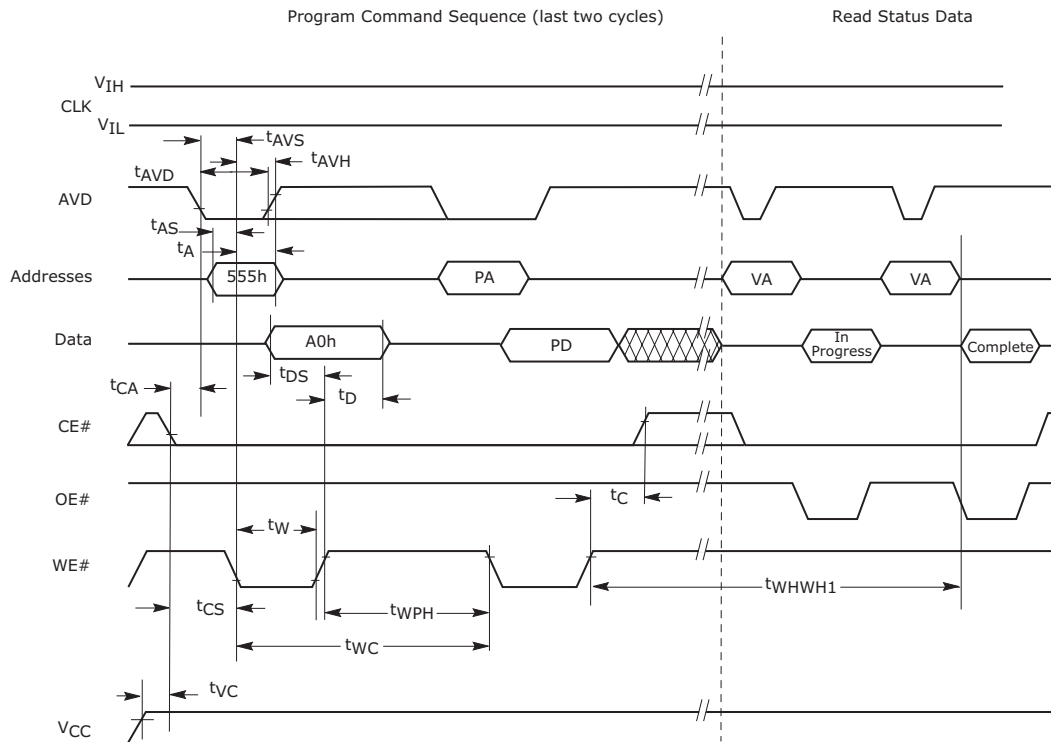 Program Command Sequence (last two cycles) Read Status Data
VIH
CLK
VIL
tAVS
tAVH
tAVD
AVD
tAS
tA
Addresses 555h PA VA VA
Data A0h PD In Progress Complete
tDS
tCA
tD
CE#
OE#
tC
tW
WE#
tWHWH1
tCS
tWPH
tWC
tVC
VCC